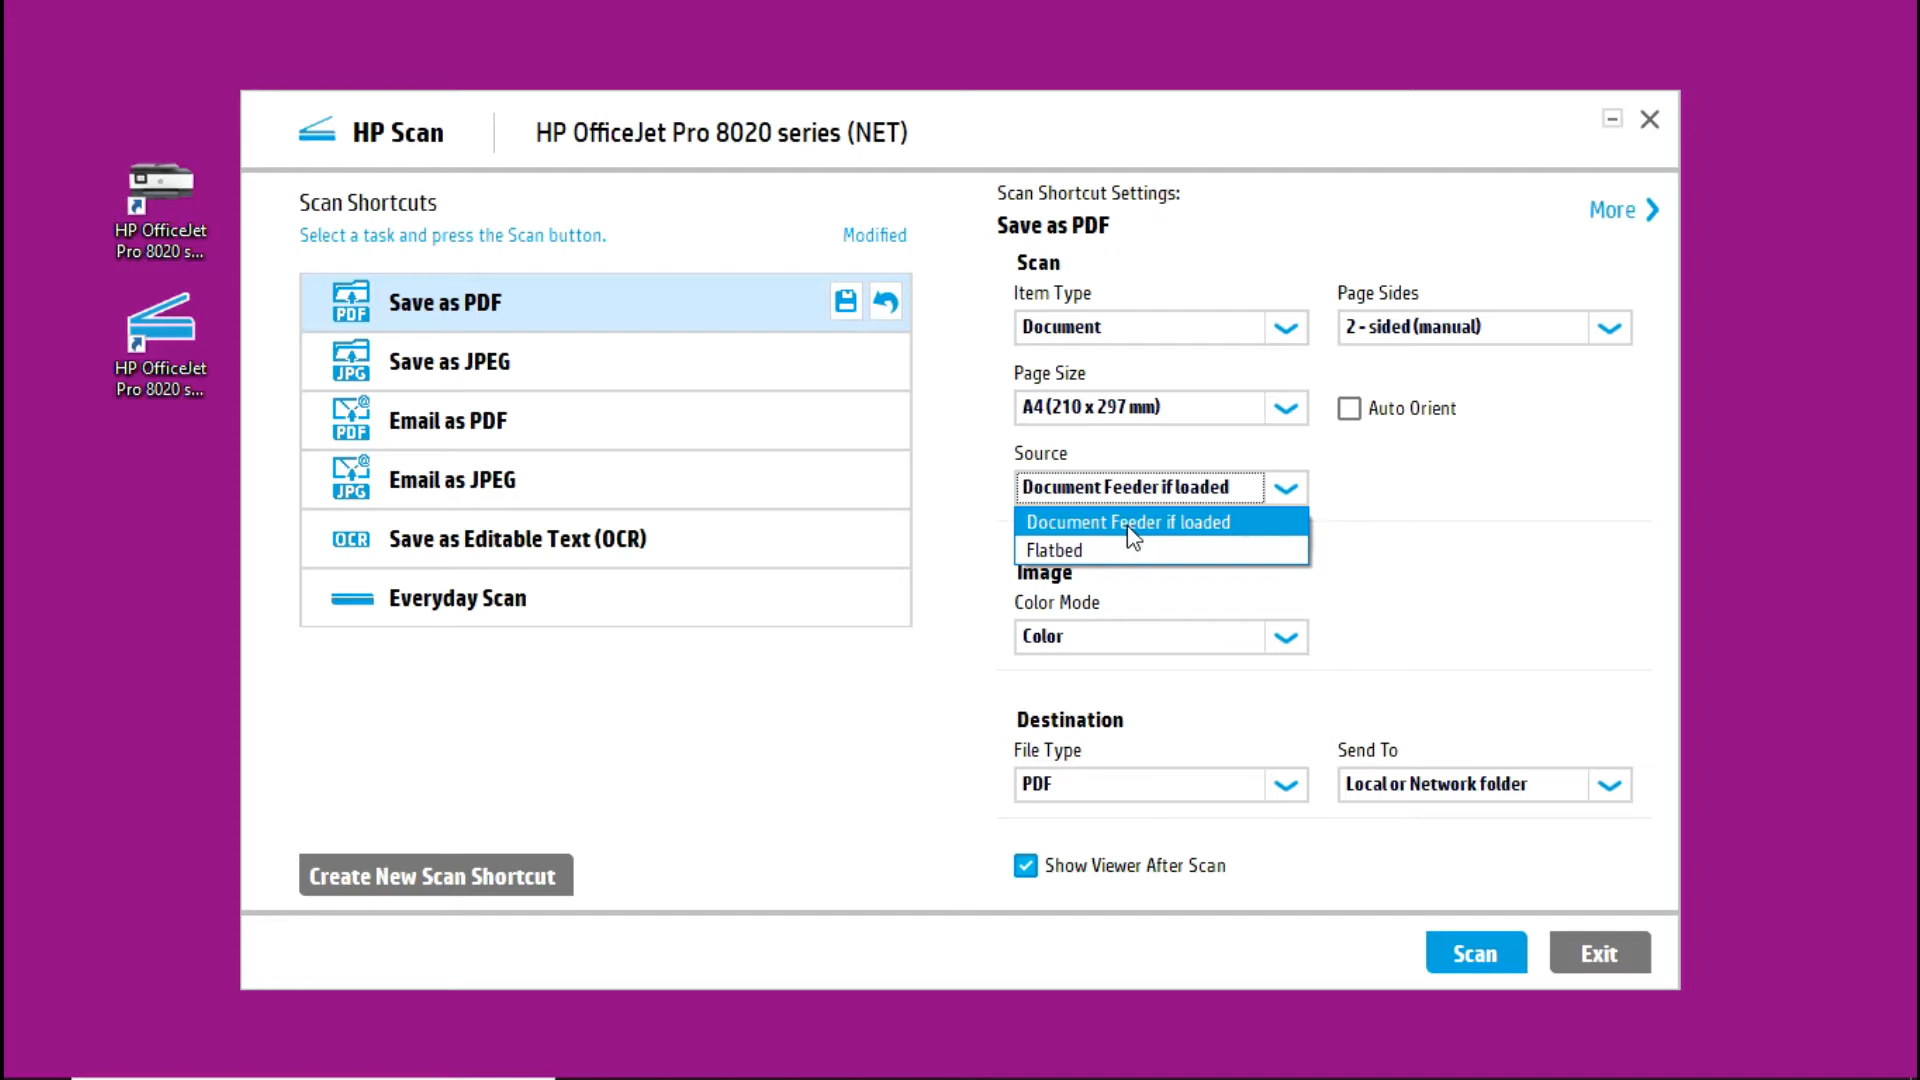 HP Scan
HP OfficeJet Pro 8020 series (NET)
HP OfficeJet
Pro 8020 s...
HP OfficeJet
Pro 8020 s...
Scan Shortcuts
Select a task and press the Scan button.
Modified
PDF
Save as PDF
JPG
Save as JPEG
@
PDF
Email as PDF
@
JPG
Email as JPEG
OCR
Save as Editable Text (OCR)
Everyday Scan
Create New Scan Shortcut
Scan Shortcut Settings:
Save as PDF
More
Scan
Item Type
Document
Page Sides
2 - sided (manual)
Page Size
A4 (210 x 297 mm)
Auto Orient
Source
Document Feeder if loaded
Document Feeder if loaded
Flatbed
Image
Color Mode
Color
Destination
File Type
PDF
Send To
Local or Network folder
Show Viewer After Scan
Scan
Exit